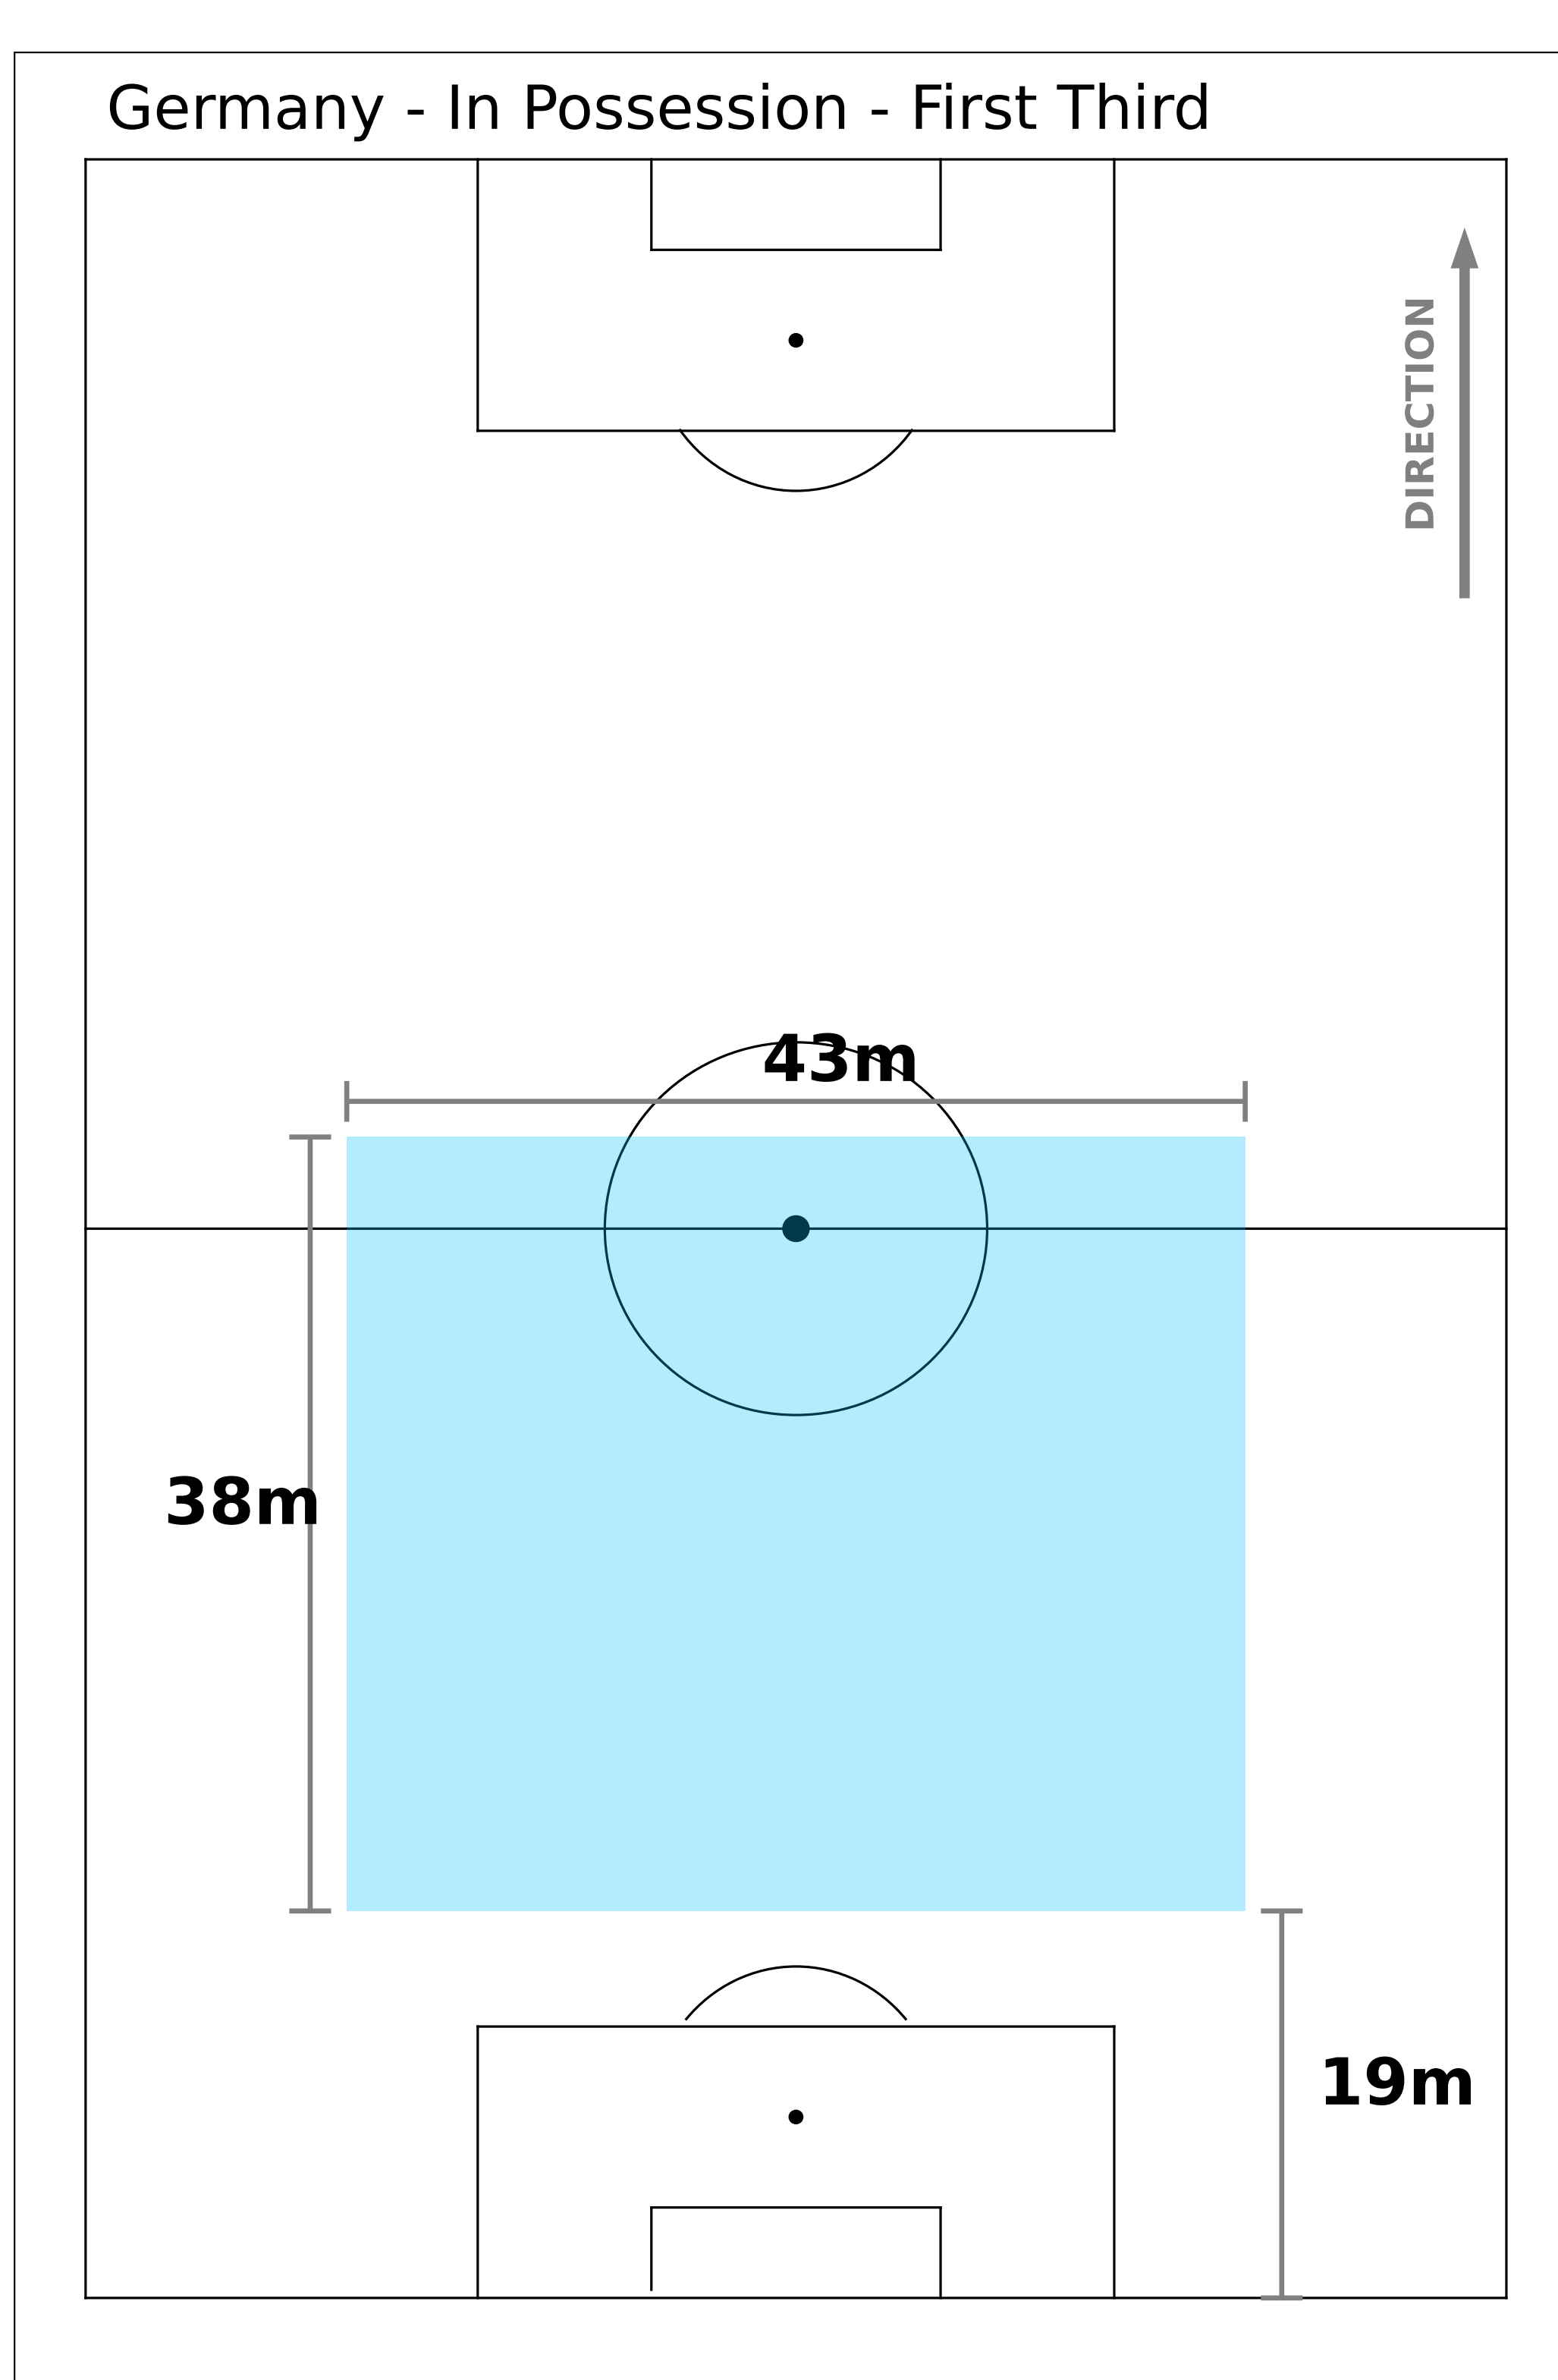 Germany - In Possession - First Third
DIRECTION
43m
38m
19m